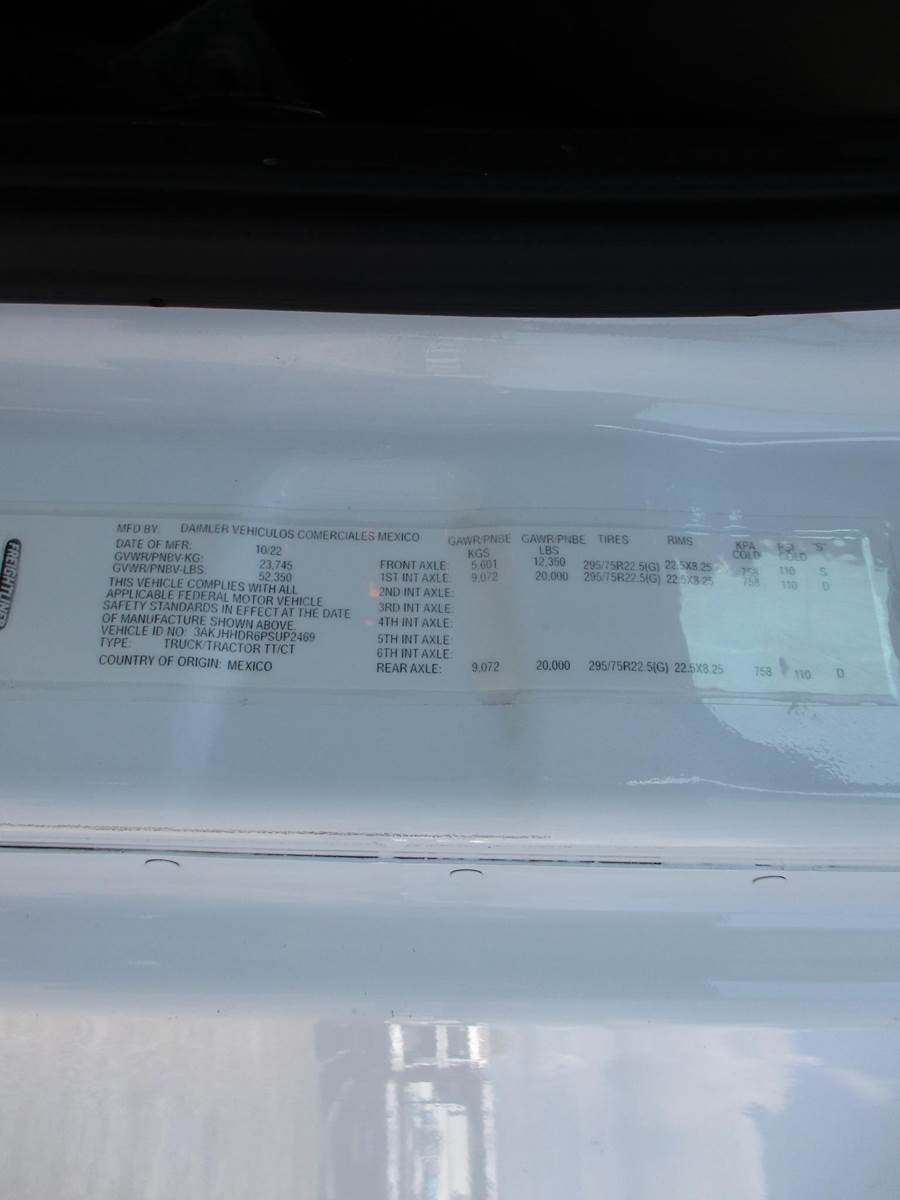 FREIGHTLINER
MFD BY: DAIMLER VEHICULOS COMERCIALES MEXICO
DATE OF MFR: 10/22
GVWR/PNBV-KG: 23,745
GVWR/PNBV-LBS: 52,350
THIS VEHICLE COMPLIES WITH ALL
APPLICABLE FEDERAL MOTOR VEHICLE
SAFETY STANDARDS IN EFFECT AT THE DATE
OF MANUFACTURE SHOWN ABOVE.
VEHICLE ID NO: 3AKJHHDR6PSUP2469
TYPE: TRUCK/TRACTOR TT/CT
COUNTRY OF ORIGIN: MEXICO
GAWR/PNBE GAWR/PNBE TIRES RIMS KPA PSI "S"
KGS LBS COLD COLD
FRONT AXLE: 5,601 12,350 295/75R22.5(G) 22.5X8.25 758 110 S
1ST INT AXLE: 9,072 20,000 295/75R22.5(G) 22.5X8.25 758 110 D
2ND INT AXLE:
3RD INT AXLE:
4TH INT AXLE:
5TH INT AXLE:
6TH INT AXLE:
REAR AXLE: 9,072 20,000 295/75R22.5(G) 22.5X8.25 758 110 D